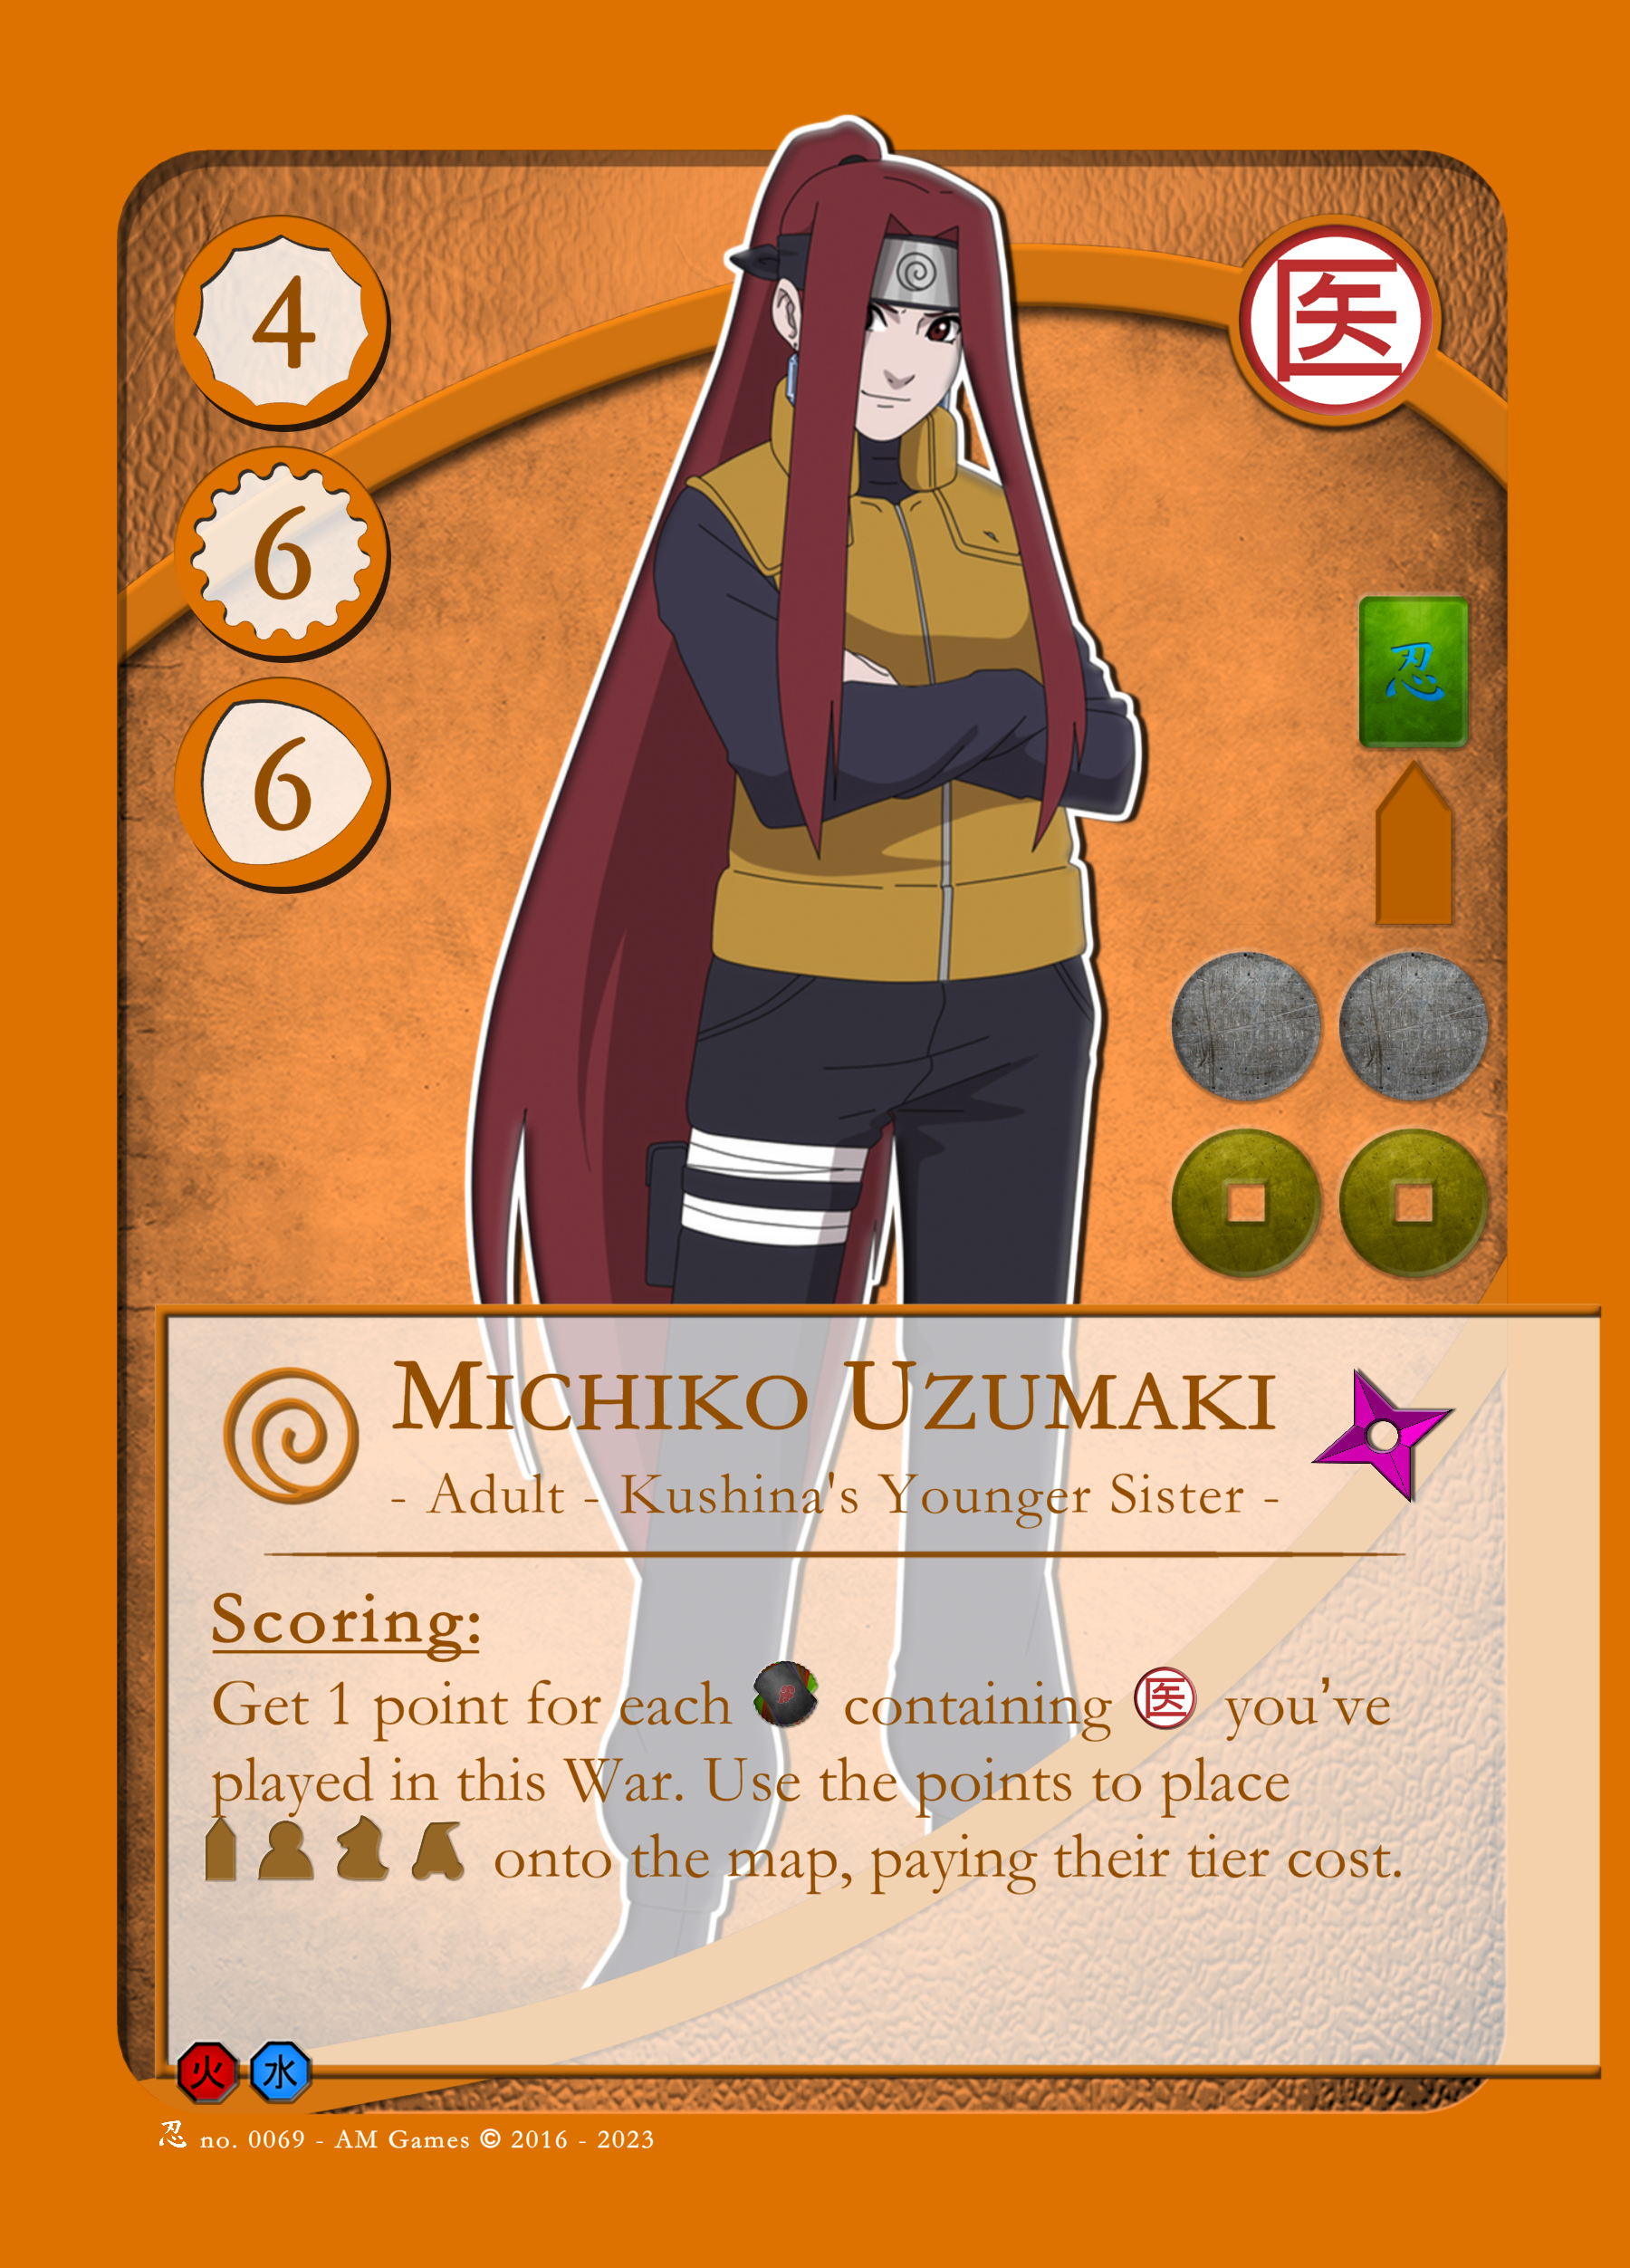 4
医
6
忍
6
Michiko Uzumaki
- Adult - Kushina's Younger Sister -
Scoring:
Get 1 point for each 忍 containing 医 you've
played in this War. Use the points to place
onto the map, paying their tier cost.
火 水
忍 no. 0069 - AM Games © 2016 - 2023